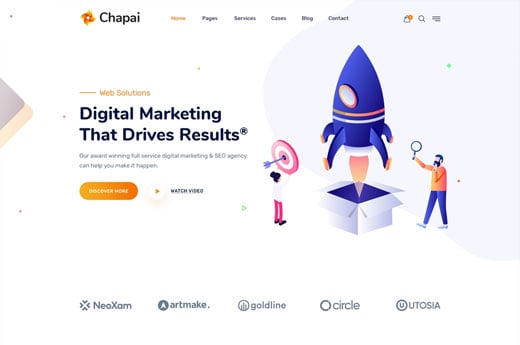 Chapai
Home Pages Services Cases Blog Contact
Web Solutions
Digital Marketing
That Drives Results®
Our award winning full service digital marketing & SEO agency
can help you make it happen.
DISCOVER MORE
WATCH VIDEO
NeoXam artmake. goldline circle UTOSIA